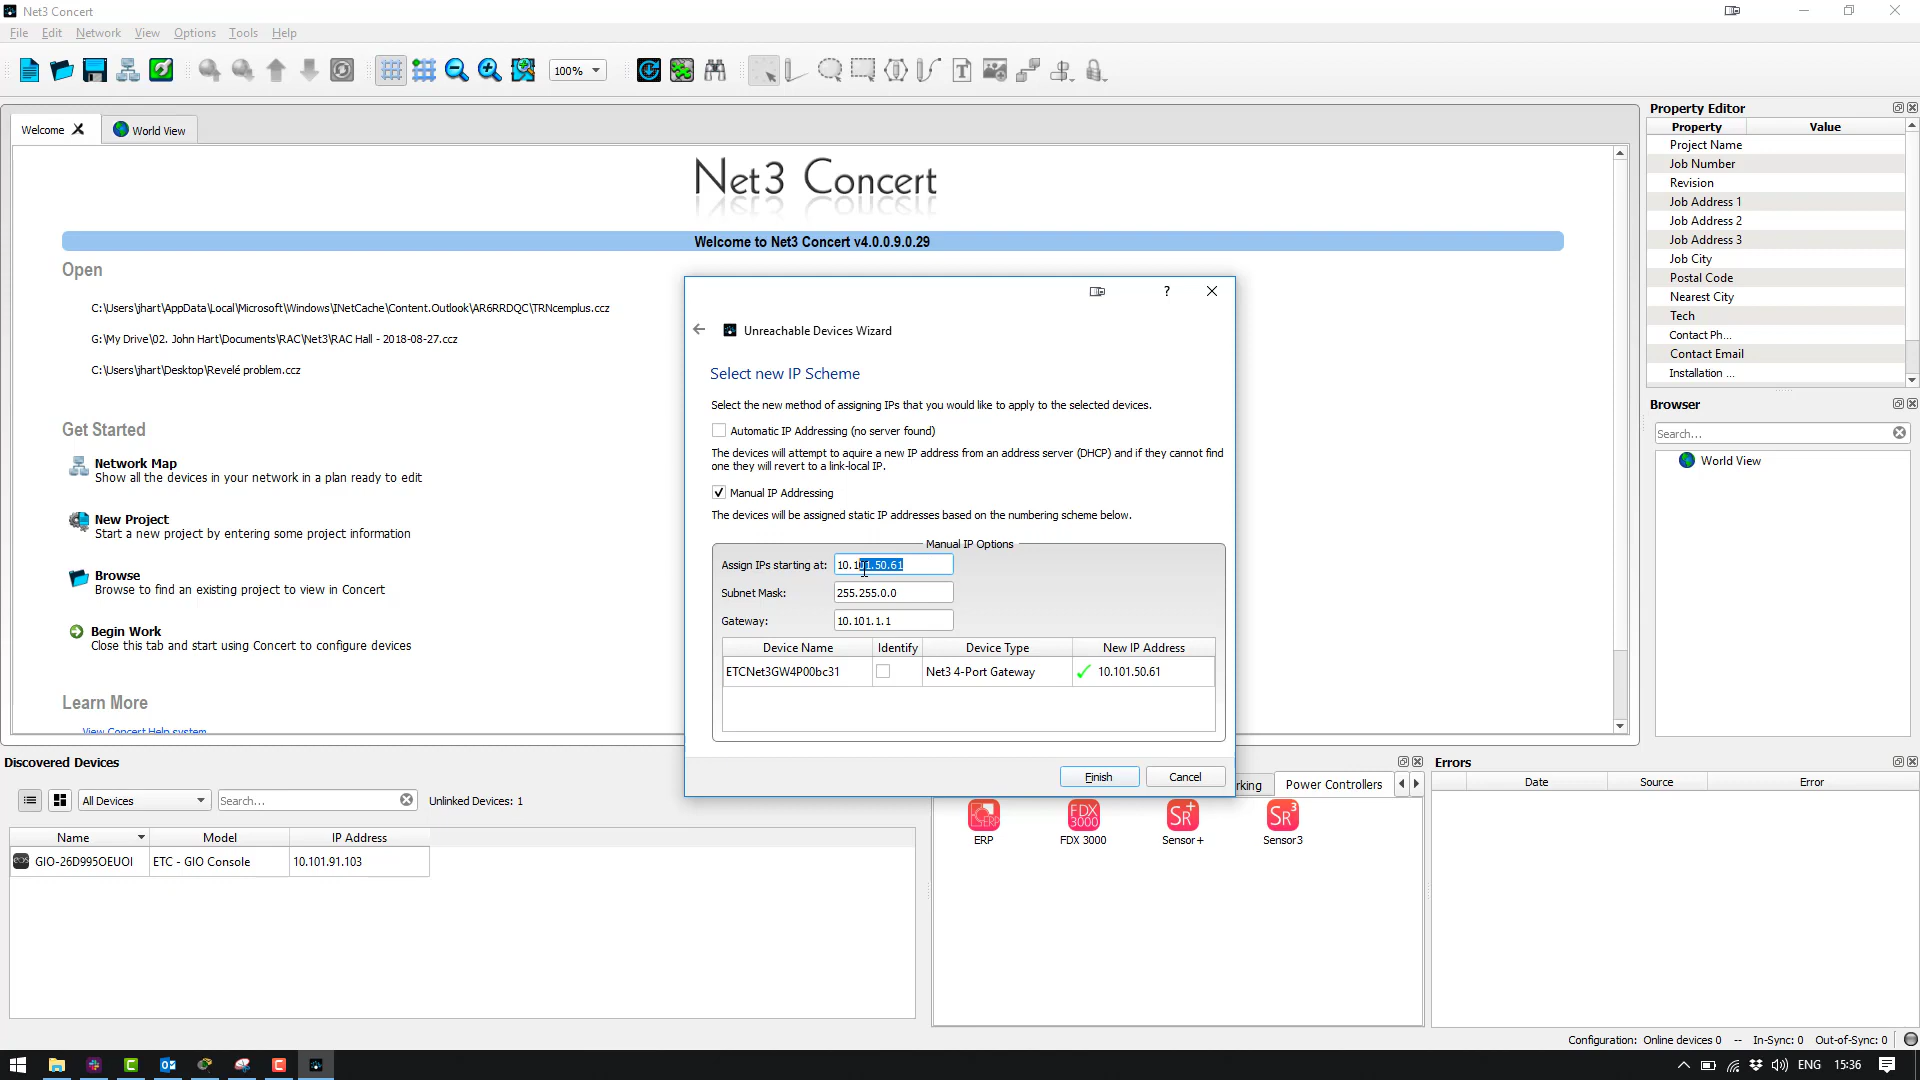 Net3 Concert
File Edit Network View Options Tools Help
100%
Welcome
World View
Net3 Concert
Welcome to Net3 Concert v4.0.0.9.0.29
Open
C:\Users\jhart\AppData\Local\Microsoft\Windows\INetCache\Content.Outlook\AR6RRDQC\TRNcemplus.ccz
G:\My Drive\02. John Hart\Documents\RAC\Net3\RAC Hall - 2018-08-27.ccz
C:\Users\jhart\Desktop\Revelé problem.ccz
Get Started
Network Map
Show all the devices in your network in a plan ready to edit
New Project
Start a new project by entering some project information
Browse
Browse to find an existing project to view in Concert
Begin Work
Close this tab and start using Concert to configure devices
Learn More
View Concert Help system
?
Unreachable Devices Wizard
Select new IP Scheme
Select the new method of assigning IPs that you would like to apply to the selected devices.
Automatic IP Addressing (no server found)
The devices will attempt to aquire a new IP address from an address server (DHCP) and if they cannot find
one they will revert to a link-local IP.
Manual IP Addressing
The devices will be assigned static IP addresses based on the numbering scheme below.
Manual IP Options
Assign IPs starting at: 10.101.50.61
Subnet Mask: 255.255.0.0
Gateway: 10.101.1.1
Device Name Identify Device Type New IP Address
ETCNet3GW4P00bc31 Net3 4-Port Gateway 10.101.50.61
Finish Cancel
Property Editor
Property Value
Project Name
Job Number
Revision
Job Address 1
Job Address 2
Job Address 3
Job City
Postal Code
Nearest City
Tech
Contact Ph...
Contact Email
Installation ...
Browser
Search...
World View
Discovered Devices
All Devices
Search...
Unlinked Devices: 1
Name Model IP Address
GIO-26D995OEUOI ETC - GIO Console 10.101.91.103
rking
Power Controllers
ERP
FDX 3000
Sensor+
Sensor3
Errors
Date Source Error
Configuration: Online devices 0 -- In-Sync: 0 Out-of-Sync: 0
ENG 15:36